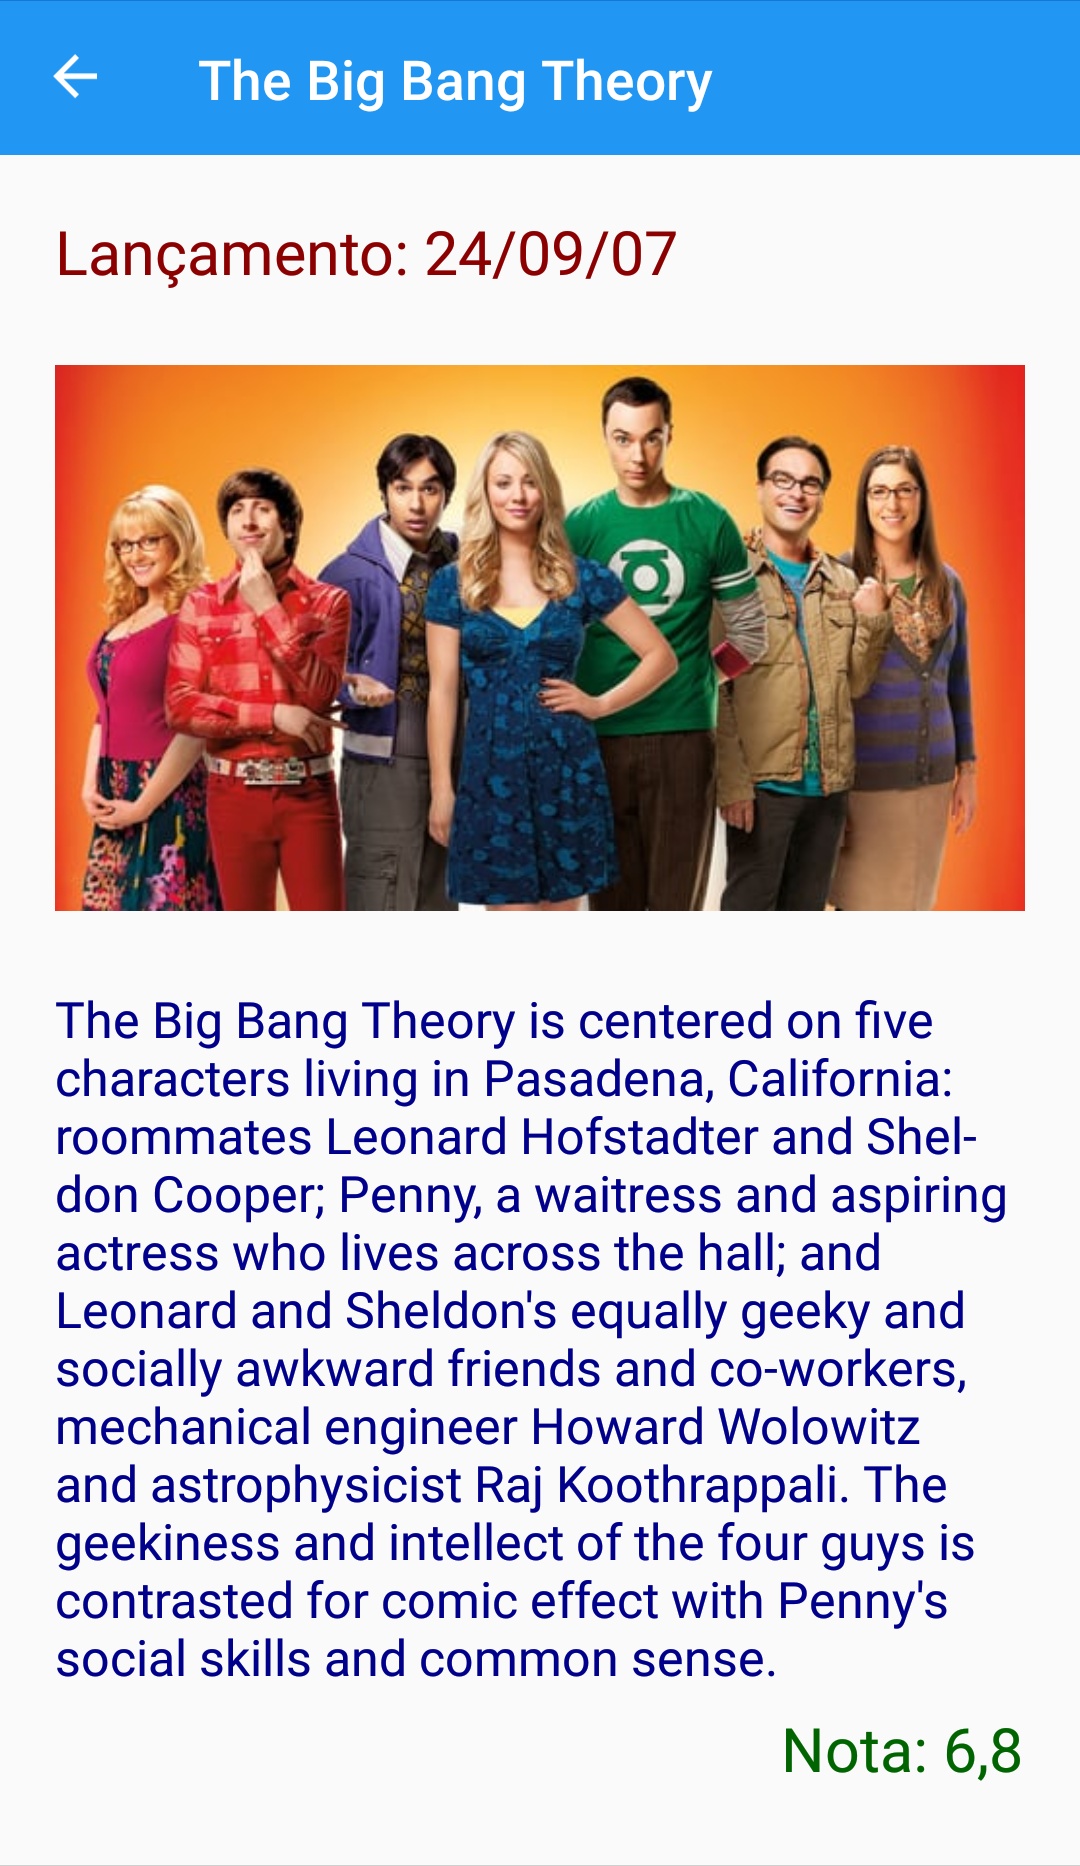 The Big Bang Theory
Lançamento: 24/09/07
The Big Bang Theory is centered on five
characters living in Pasadena, California:
roommates Leonard Hofstadter and Shel-
don Cooper; Penny, a waitress and aspiring
actress who lives across the hall; and
Leonard and Sheldon's equally geeky and
socially awkward friends and co-workers,
mechanical engineer Howard Wolowitz
and astrophysicist Raj Koothrappali. The
geekiness and intellect of the four guys is
contrasted for comic effect with Penny's
social skills and common sense.
Nota: 6,8